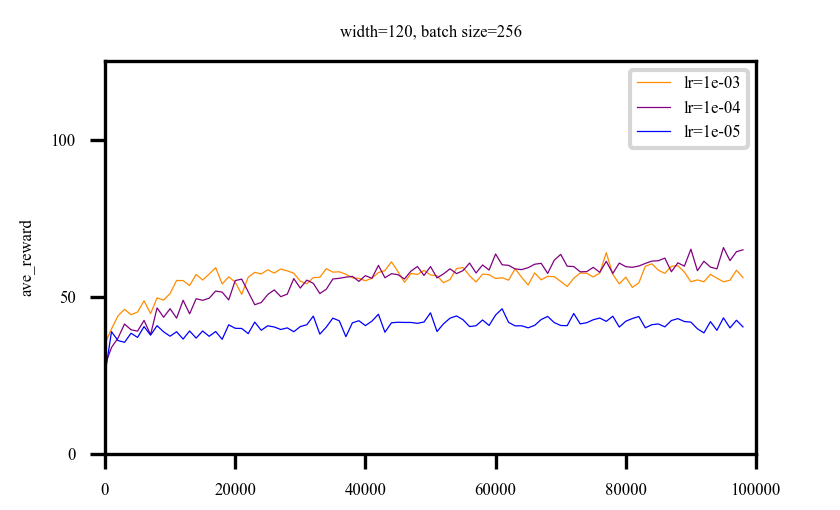 width=120, batch size=256
lr=1e-03
lr=1e-04
lr=1e-05
100
50
0
ave_reward
0 20000 40000 60000 80000 100000